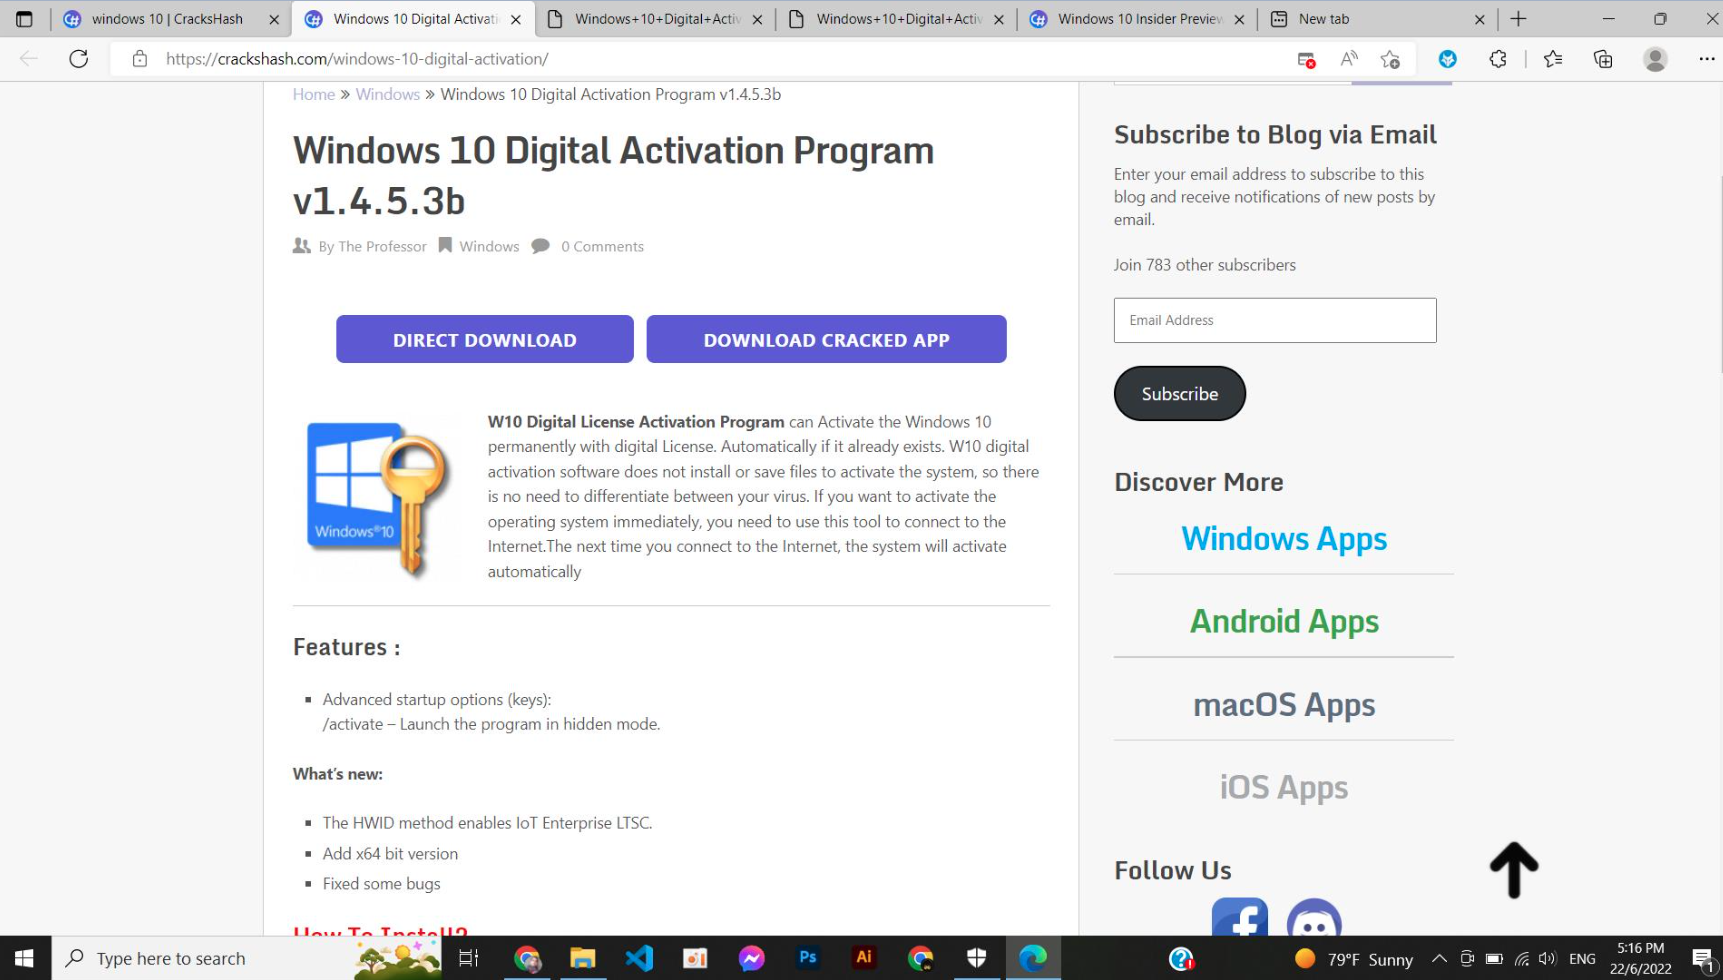 windows 10 | CracksHash
Windows 10 Digital Activati
Windows+10+Digital+Activ
Windows+10+Digital+Activ
Windows 10 Insider Preview
New tab
https://crackshash.com/windows-10-digital-activation/
Home » Windows » Windows 10 Digital Activation Program v1.4.5.3b
Windows 10 Digital Activation Program
v1.4.5.3b
By The Professor Windows 0 Comments
DIRECT DOWNLOAD
DOWNLOAD CRACKED APP
Windows®10
W10 Digital License Activation Program can Activate the Windows 10
permanently with digital License. Automatically if it already exists. W10 digital
activation software does not install or save files to activate the system, so there
is no need to differentiate between your virus. If you want to activate the
operating system immediately, you need to use this tool to connect to the
Internet.The next time you connect to the Internet, the system will activate
automatically
Features :
Advanced startup options (keys):
/activate – Launch the program in hidden mode.
What's new:
The HWID method enables IoT Enterprise LTSC.
Add x64 bit version
Fixed some bugs
How To Install?
Subscribe to Blog via Email
Enter your email address to subscribe to this
blog and receive notifications of new posts by
email.
Join 783 other subscribers
Email Address
Subscribe
Discover More
Windows Apps
Android Apps
macOS Apps
iOS Apps
Follow Us
Type here to search
Ps
Ai
79°F Sunny
ENG
5:16 PM
22/6/2022
1